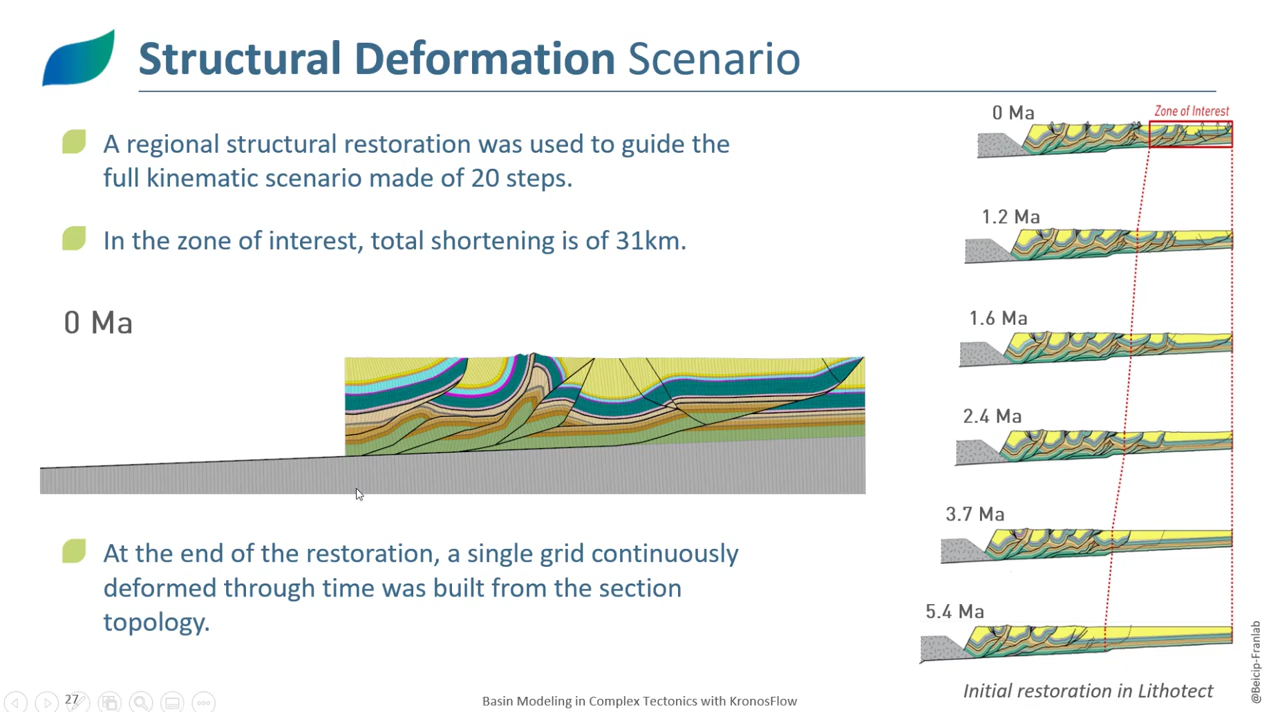 Structural Deformation Scenario
A regional structural restoration was used to guide the
full kinematic scenario made of 20 steps.
In the zone of interest, total shortening is of 31km.
0 Ma
At the end of the restoration, a single grid continuously
deformed through time was built from the section
topology.
0 Ma
Zone of Interest
1.2 Ma
1.6 Ma
2.4 Ma
3.7 Ma
5.4 Ma
Initial restoration in Lithotect
@Beicip-Franlab
27
Basin Modeling in Complex Tectonics with KronosFlow